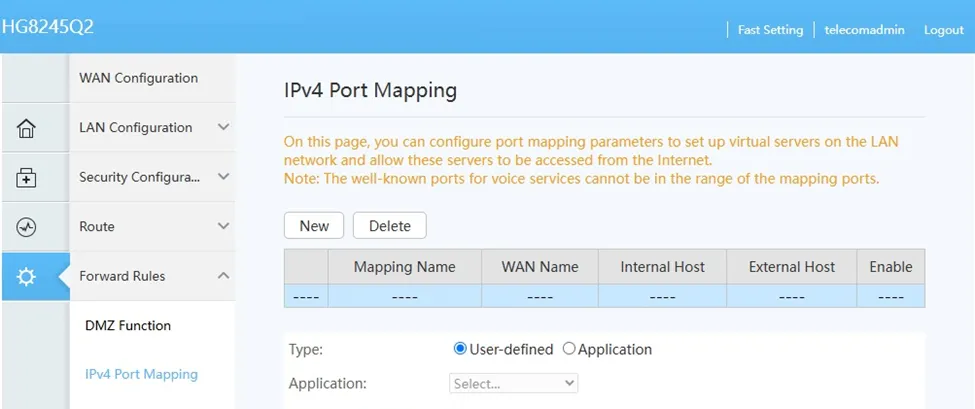 HG8245Q2
Fast Setting telecomadmin Logout
WAN Configuration
LAN Configuration
Security Configura...
Route
Forward Rules
DMZ Function
IPv4 Port Mapping
IPv4 Port Mapping
On this page, you can configure port mapping parameters to set up virtual servers on the LAN
network and allow these servers to be accessed from the Internet.
Note: The well-known ports for voice services cannot be in the range of the mapping ports.
New Delete
Mapping Name WAN Name Internal Host External Host Enable
---- ---- ---- ---- ---- ----
Type: User-defined Application
Application: Select...